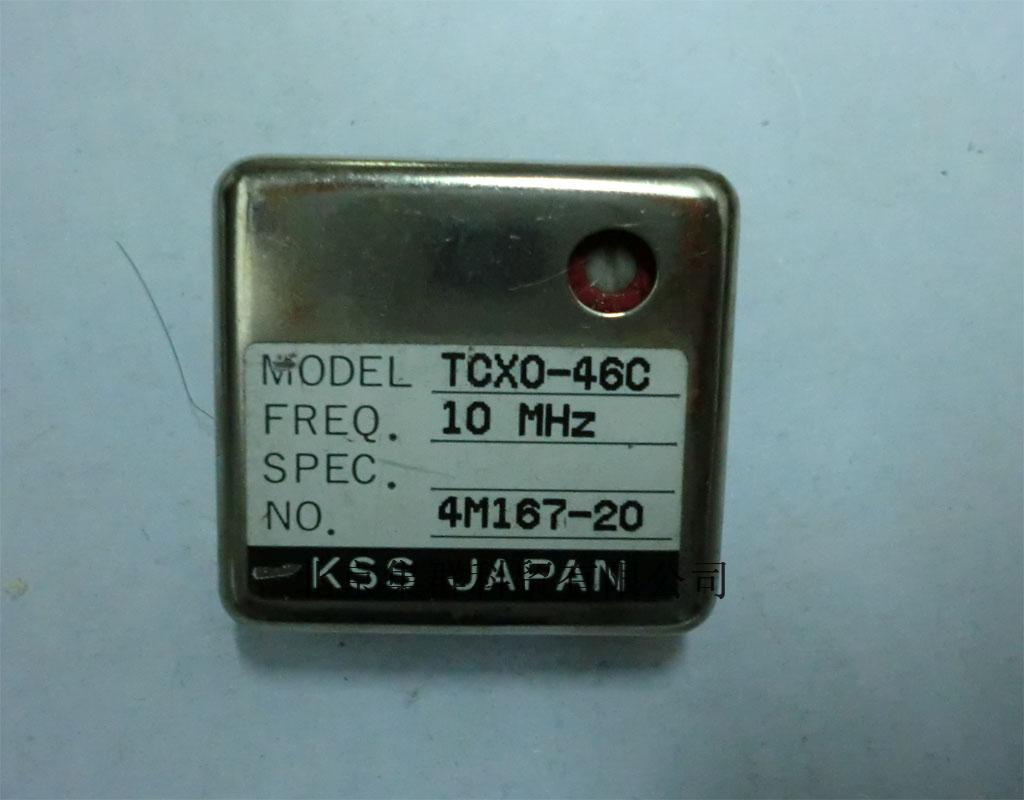 MODEL TCXO-46C
FREQ. 10 MHz
SPEC.
NO. 4M167-20
KSS JAPAN
公司